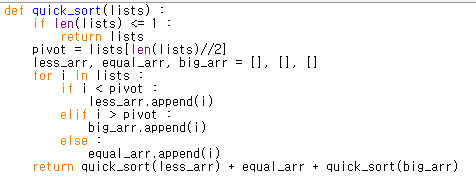 def quick_sort(lists) :
    if len(lists) <= 1 :
        return lists
    pivot = lists[len(lists)//2]
    less_arr, equal_arr, big_arr = [], [], []
    for i in lists :
        if i < pivot :
            less_arr.append(i)
        elif i > pivot :
            big_arr.append(i)
        else :
            equal_arr.append(i)
    return quick_sort(less_arr) + equal_arr + quick_sort(big_arr)